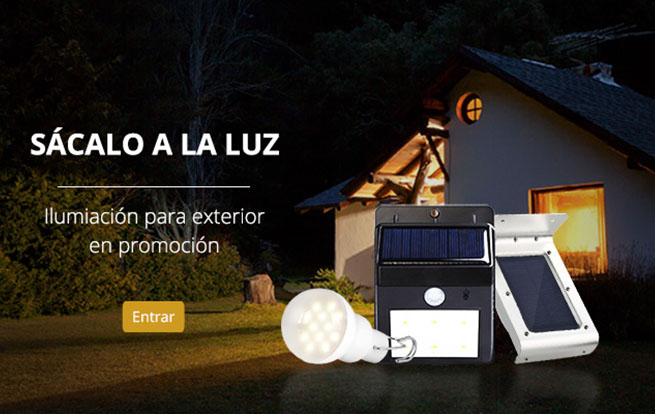 SÁCALO A LA LUZ
Ilumiación para exterior
en promoción
Entrar